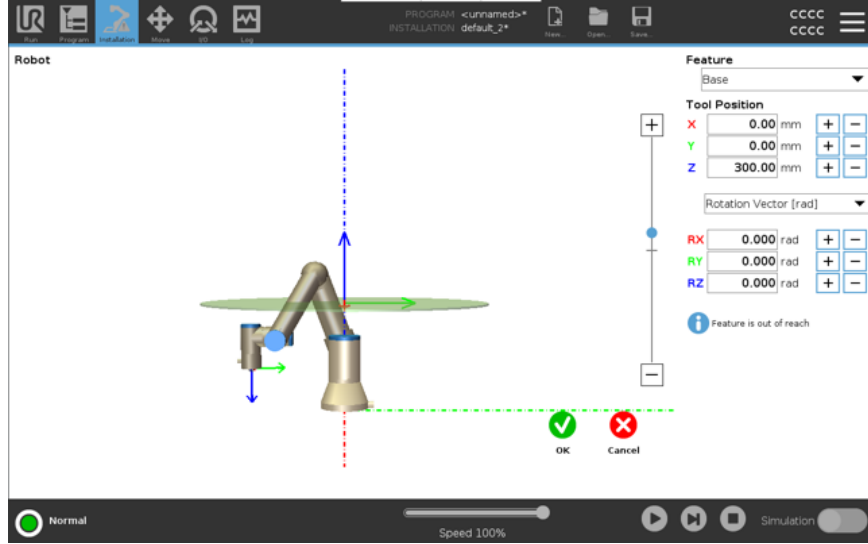 UR
PROGRAM <unnamed>*
INSTALLATION default_2*
CCCC
CCCC
Run
Program
Installation
Move
I/O
Log
New...
Open...
Save...
Robot
Feature
Base
Tool Position
X 0.00 mm + −
Y 0.00 mm + −
Z 300.00 mm + −
Rotation Vector [rad]
RX 0.000 rad + −
RY 0.000 rad + −
RZ 0.000 rad + −
i Feature is out of reach
+
−
OK
Cancel
Normal
Speed 100%
Simulation